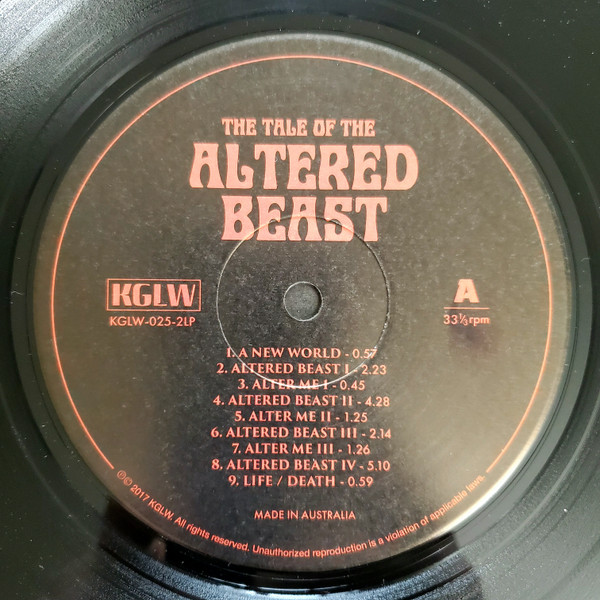 THE TALE OF THE
ALTERED
BEAST
KGLW
KGLW-025-2LP
A
33⅓rpm
1. A NEW WORLD - 0.57
2. ALTERED BEAST I - 2.23
3. ALTER ME I - 0.45
4. ALTERED BEAST II - 4.28
5. ALTER ME II - 1.25
6. ALTERED BEAST III - 2.14
7. ALTER ME III - 1.26
8. ALTERED BEAST IV - 5.10
9. LIFE / DEATH - 0.59
MADE IN AUSTRALIA
℗© 2017 KGLW. All rights reserved. Unauthorized reproduction is a violation of applicable laws.